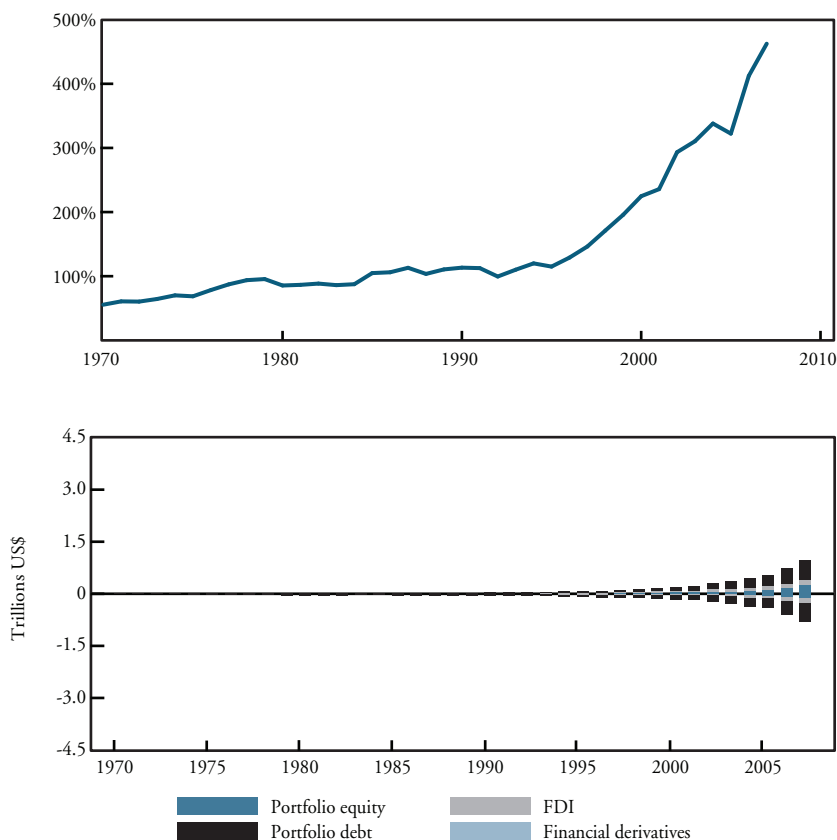 500%
400%
300%
200%
100%
1970 1980 1990 2000 2010
4.5
3.0
1.5
0
-1.5
-3.0
-4.5
Trillions US$
1970 1975 1980 1985 1990 1995 2000 2005
Portfolio equity FDI
Portfolio debt Financial derivatives